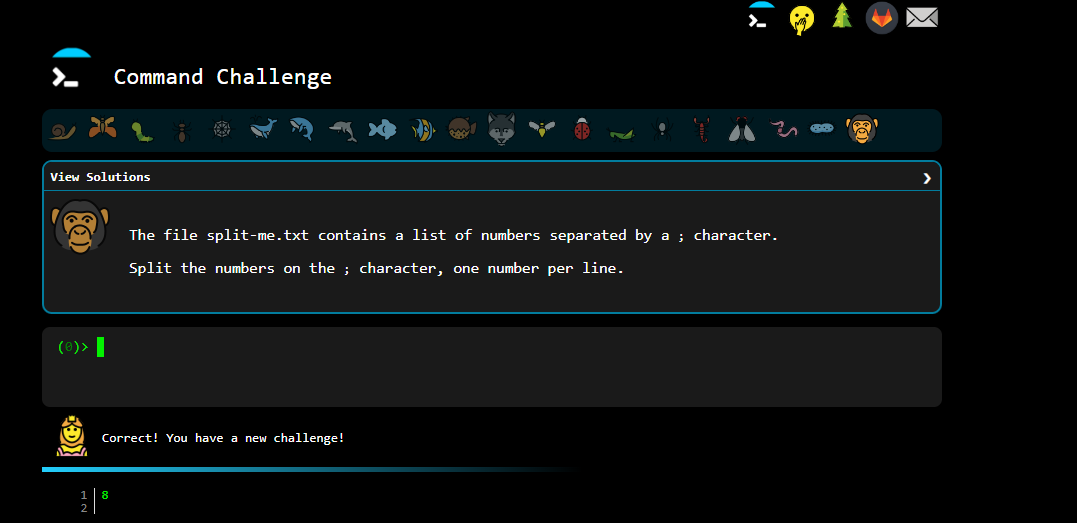 Command Challenge
View Solutions
The file split-me.txt contains a list of numbers separated by a ; character.
Split the numbers on the ; character, one number per line.
(0)>
Correct! You have a new challenge!
1 8
2